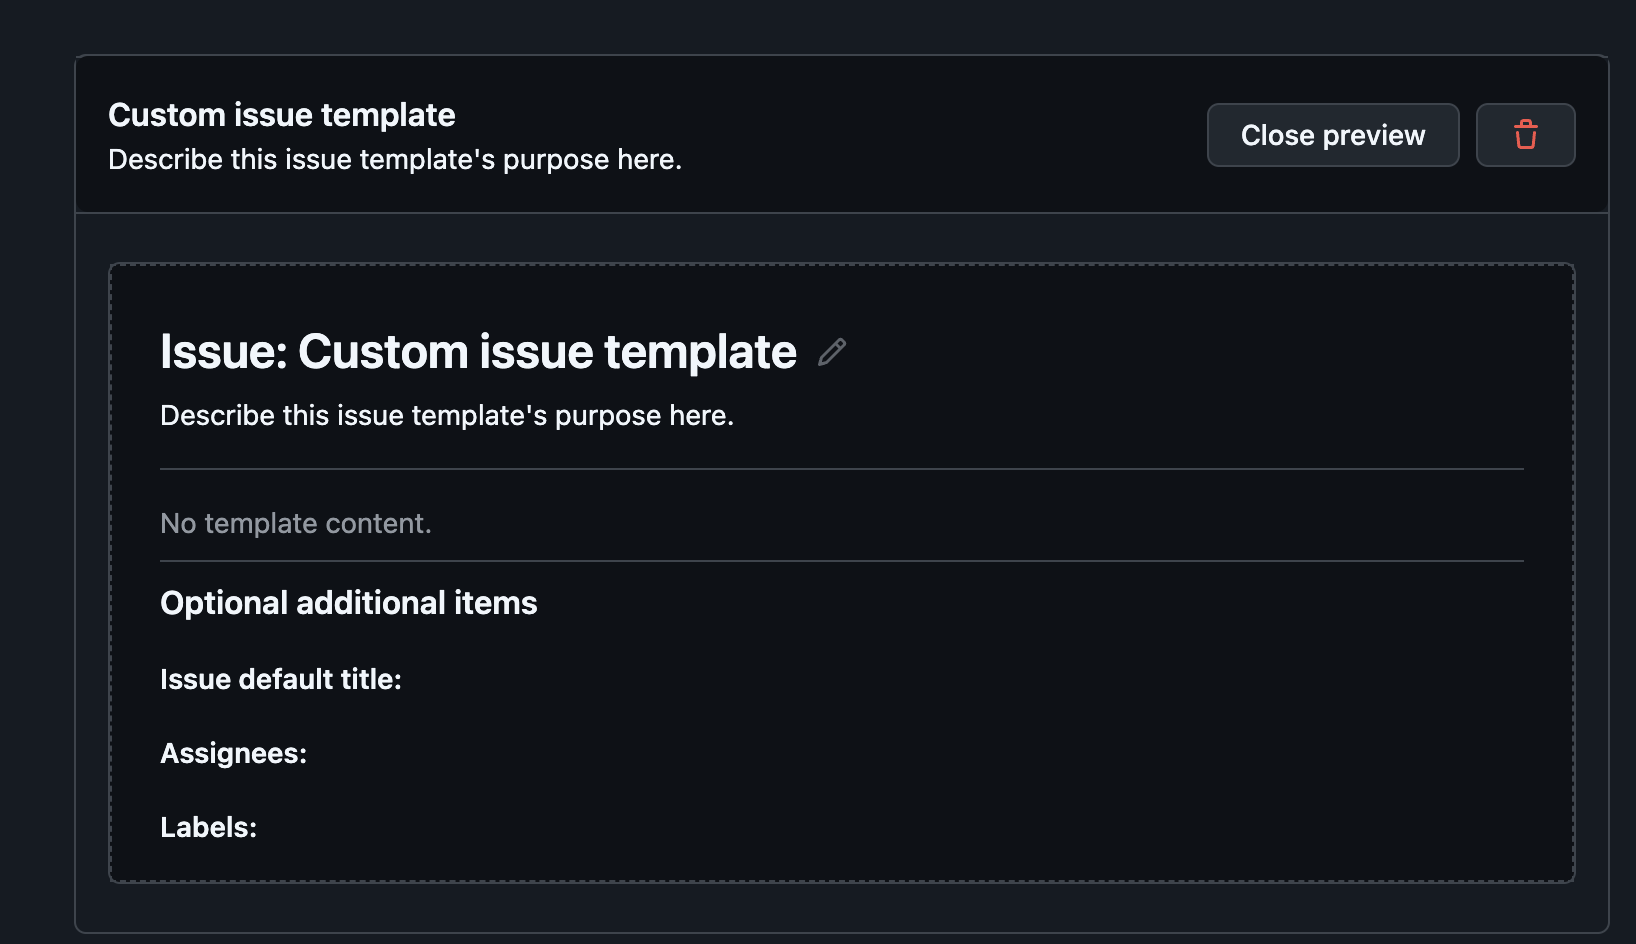 Custom issue template
Describe this issue template's purpose here.
Close preview
Issue: Custom issue template
Describe this issue template's purpose here.
No template content.
Optional additional items
Issue default title:
Assignees:
Labels: